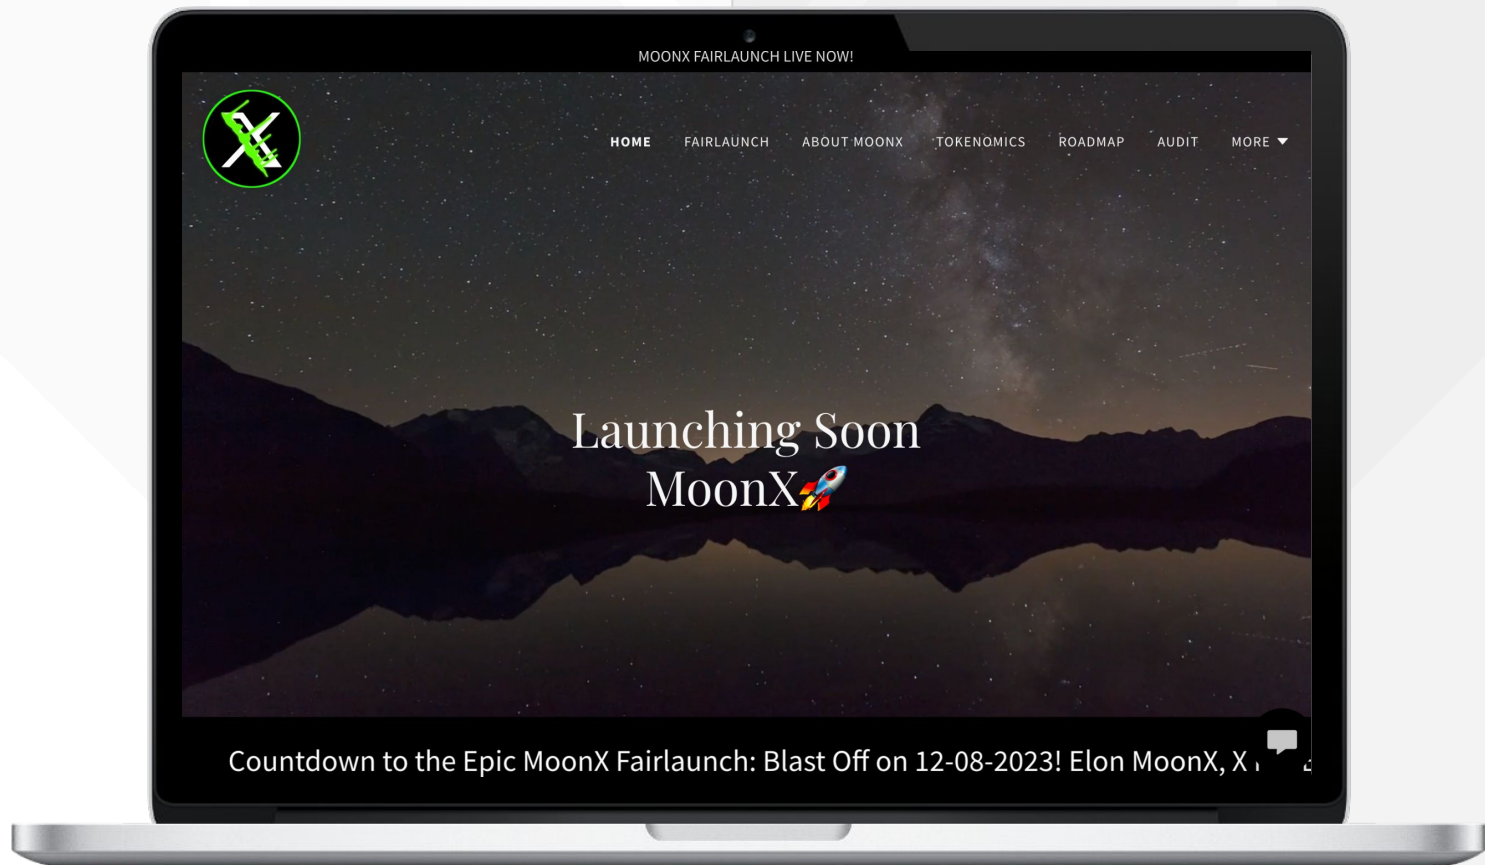 MOONX FAIRLAUNCH LIVE NOW!
HOME FAIRLAUNCH ABOUT MOONX TOKENOMICS ROADMAP AUDIT MORE
Launching Soon
MoonX🚀
Countdown to the Epic MoonX Fairlaunch: Blast Off on 12-08-2023! Elon MoonX, X